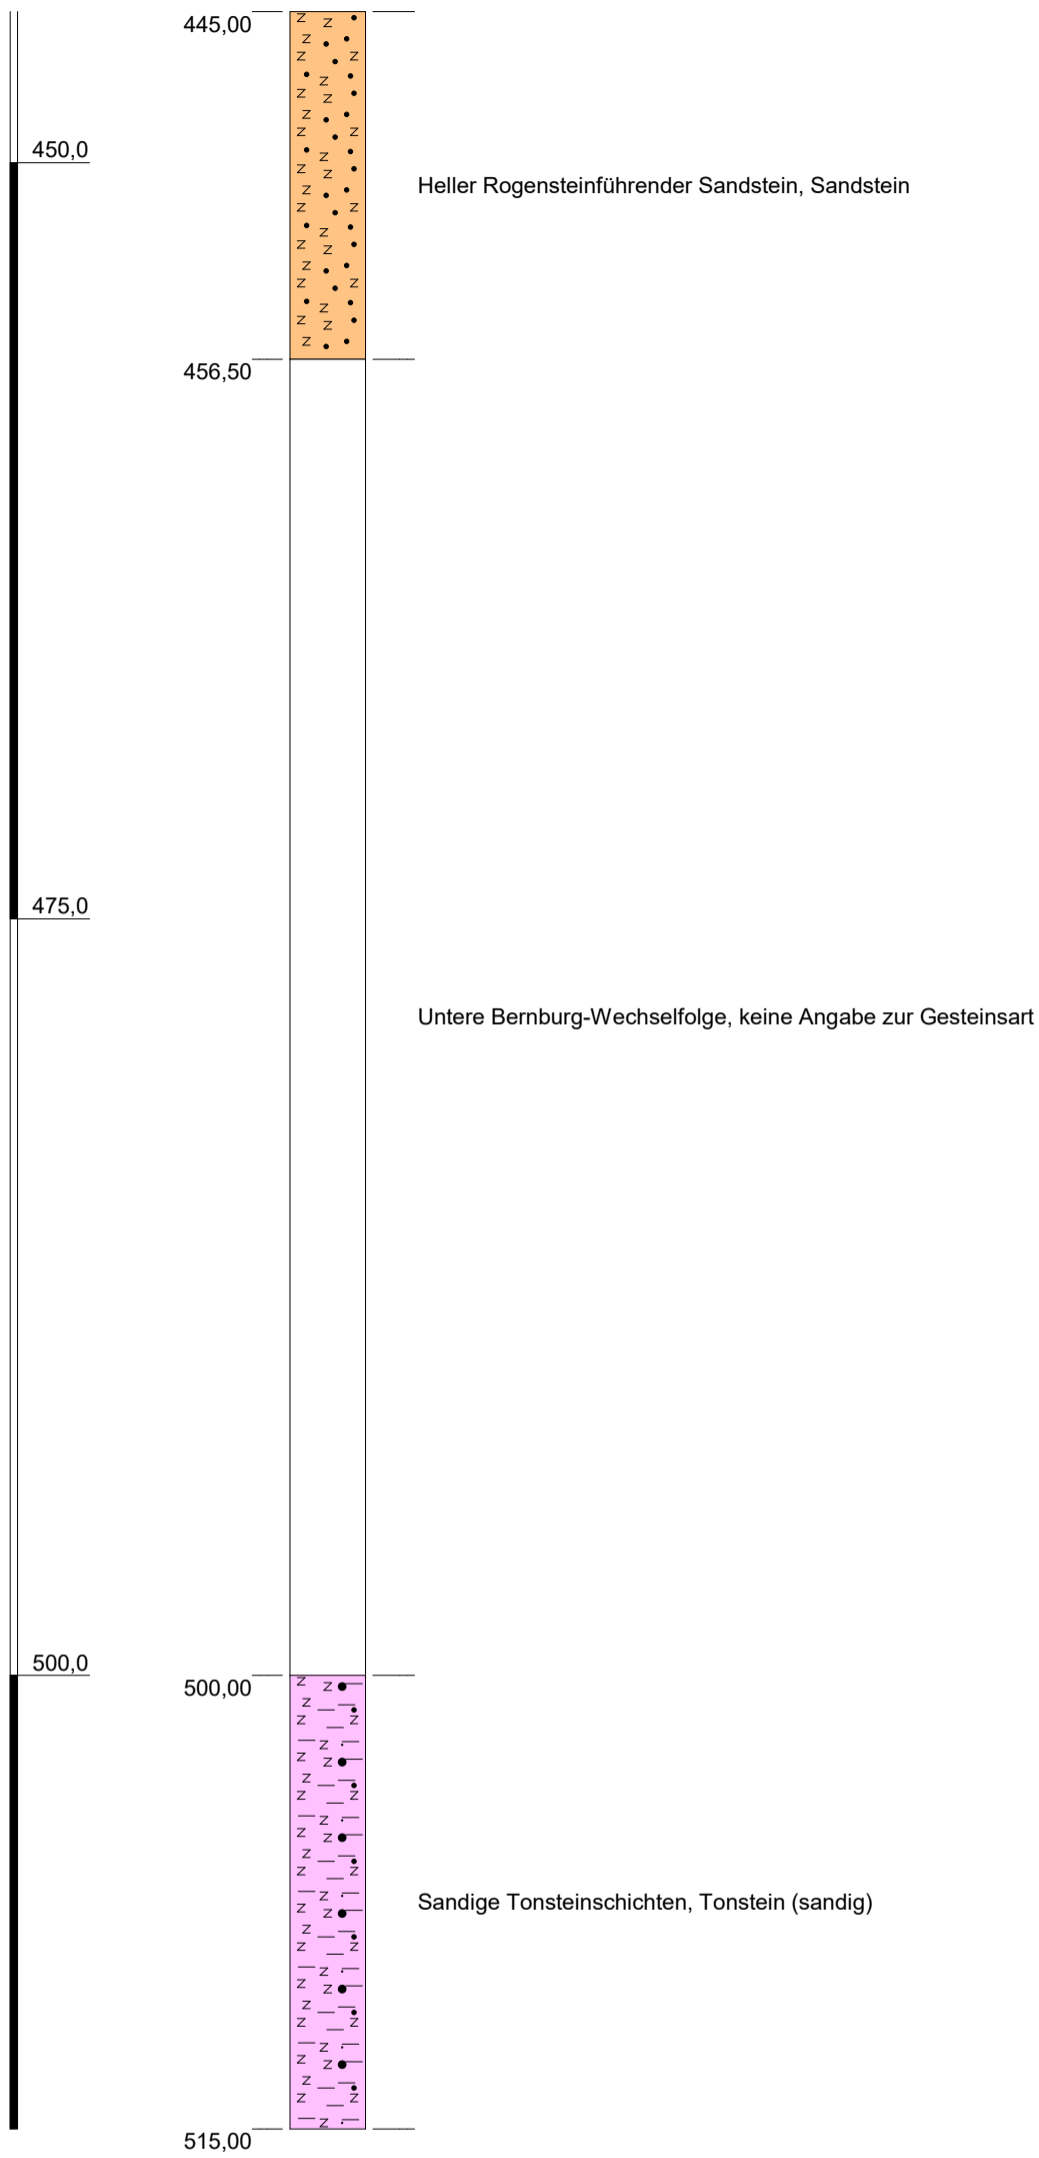 445,00
450,0
Heller Rogensteinführender Sandstein, Sandstein
456,50
475,0
Untere Bernburg-Wechselfolge, keine Angabe zur Gesteinsart
500,0
500,00
Sandige Tonsteinschichten, Tonstein (sandig)
515,00